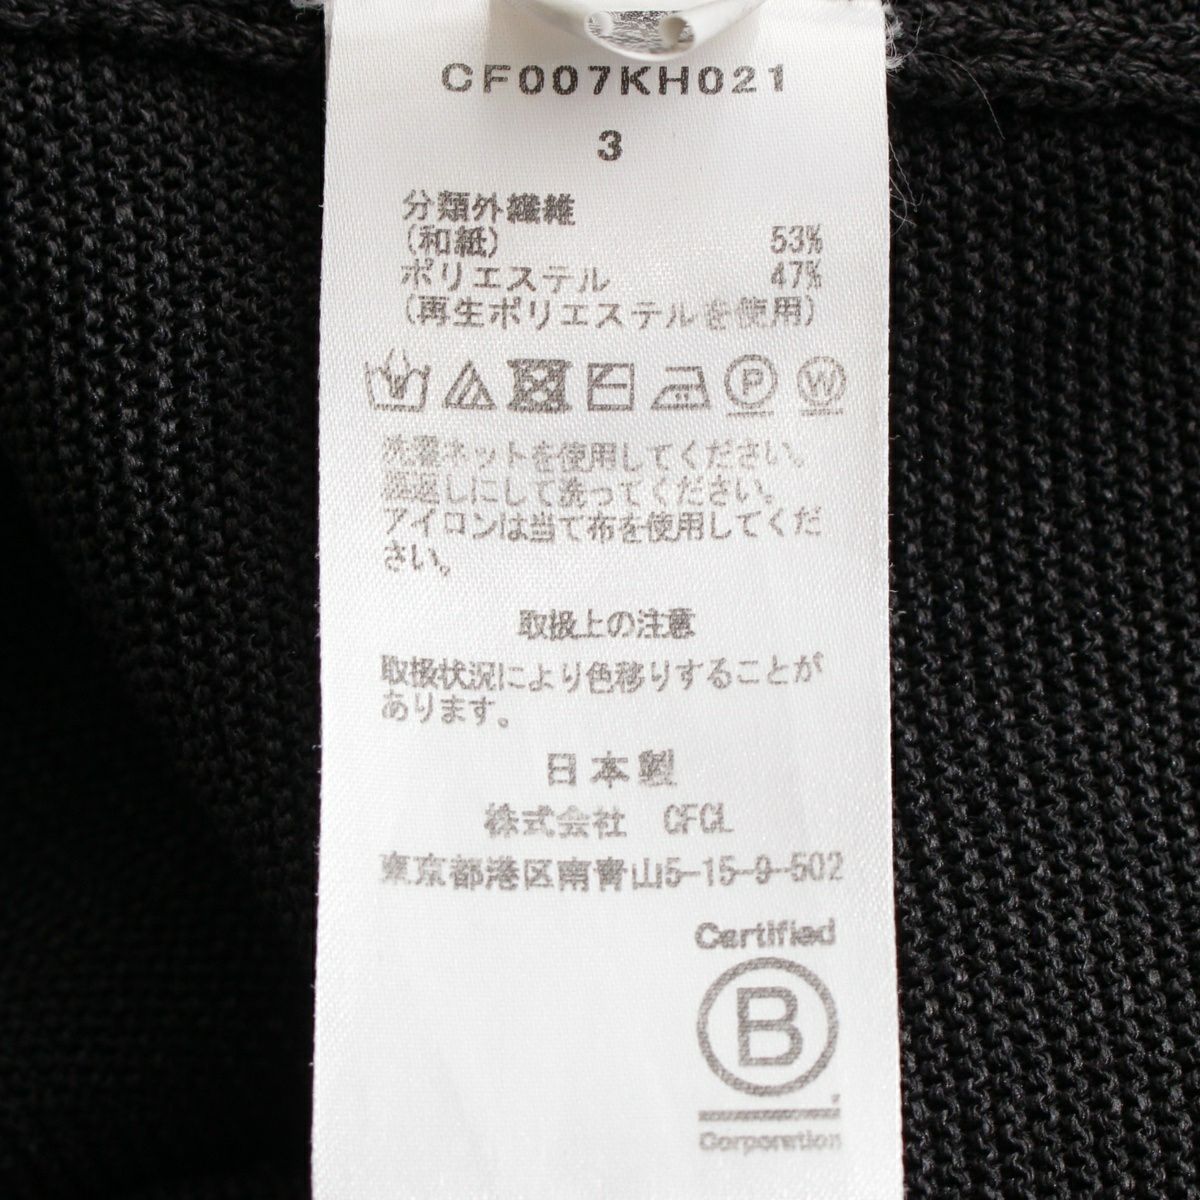 CF007KH021
3
分類外繊維
(和紙) 53%
ポリエステル 47%
(再生ポリエステルを使用)
P W
洗濯ネットを使用してください。
裏返しにして洗ってください。
アイロンは当て布を使用してくだ
さい。
取扱上の注意
取扱状況により色移りすることが
あります。
日本製
株式会社 CFCL
東京都港区南青山5-15-9-502
Certified
B
Corporation